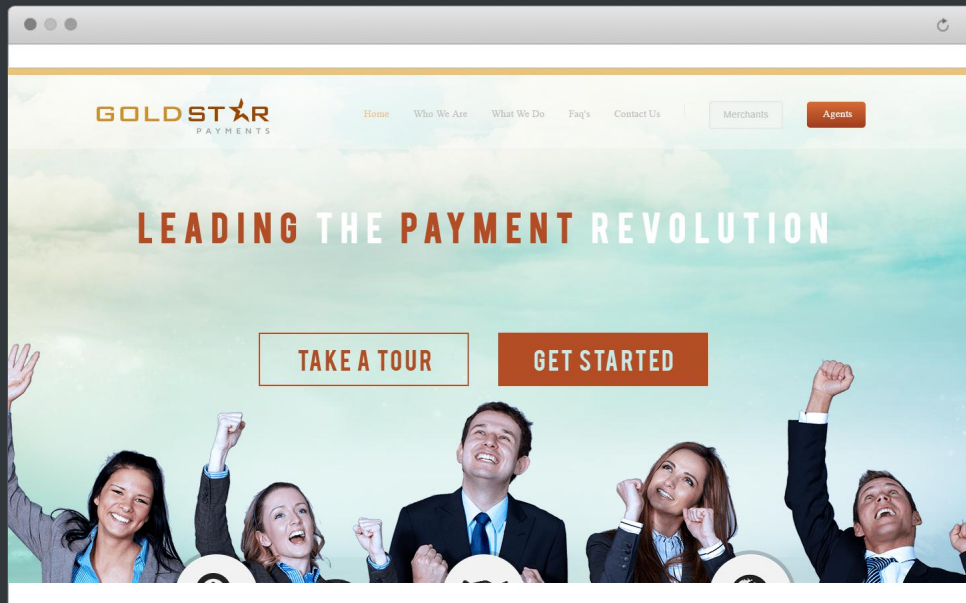 GOLDSTAR
PAYMENTS
Home Who We Are What We Do Faq's Contact Us Merchants Agents
LEADING THE PAYMENT REVOLUTION
TAKE A TOUR GET STARTED